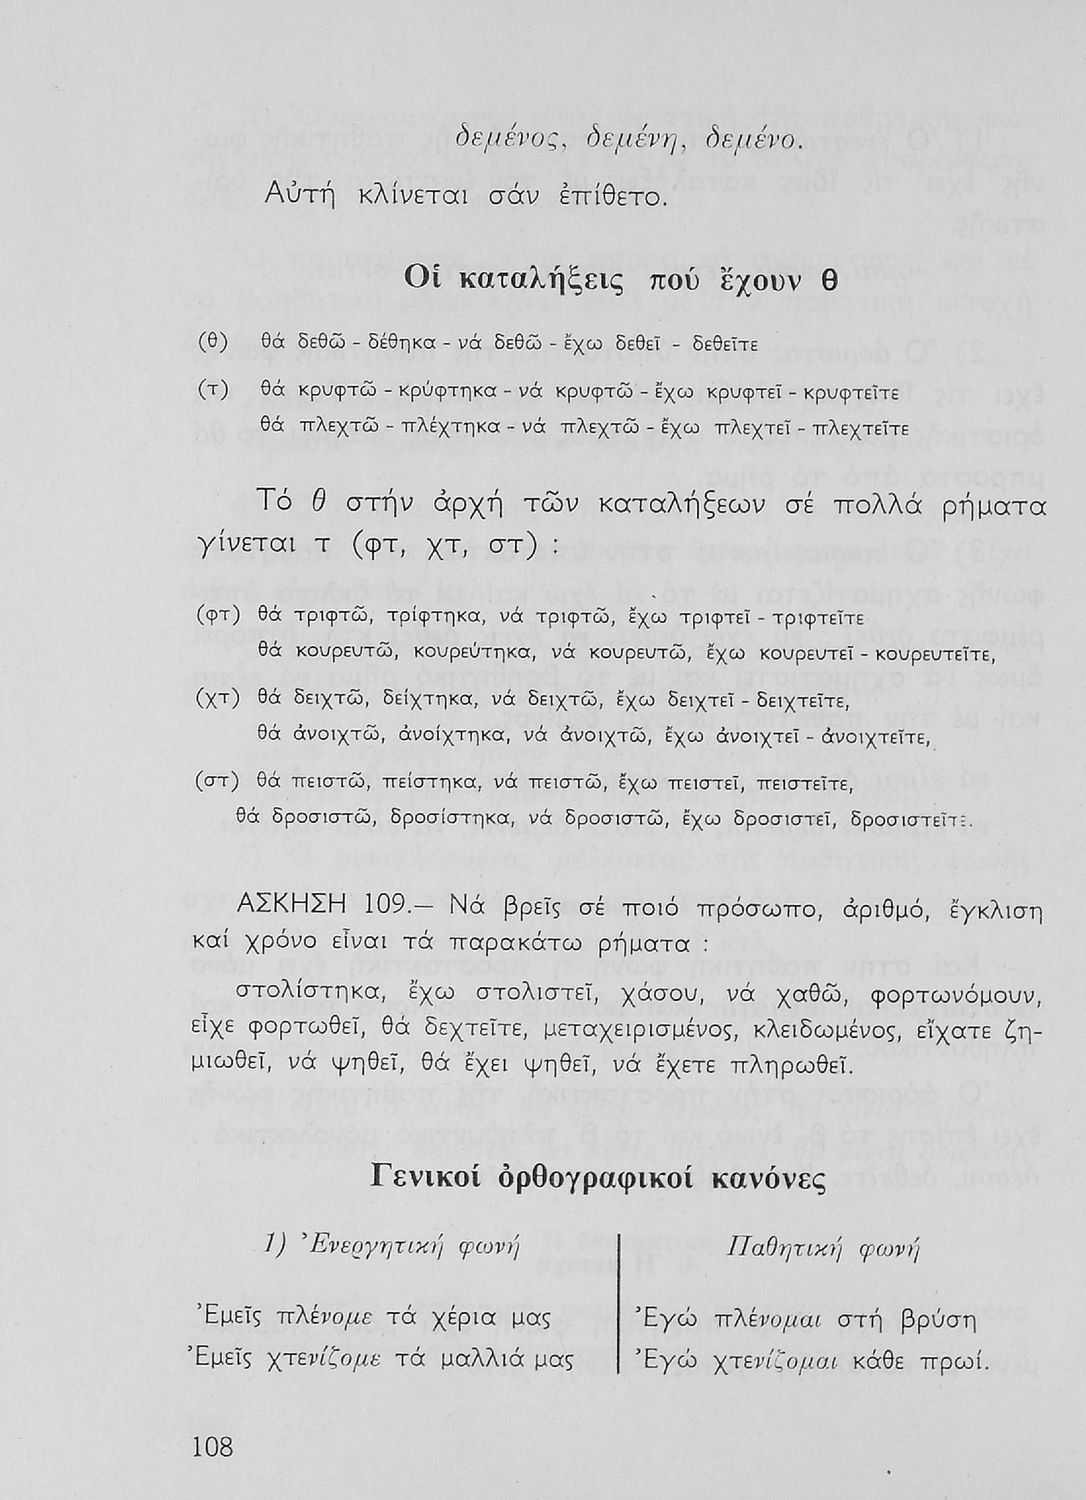 δεμένος, δεμένη, δεμένο.
Αὐτή κλίνεται σάν ἐπίθετο.
Οἱ καταλήξεις πού ἔχουν θ
(θ) θά δεθῶ - δέθηκα - νά δεθῶ - ἔχω δεθεῖ - δεθεῖτε
(τ) θά κρυφτῶ - κρύφτηκα - νά κρυφτῶ - ἔχω κρυφτεῖ - κρυφτεῖτε
θά πλεχτῶ - πλέχτηκα - νά πλεχτῶ - ἔχω πλεχτεῖ - πλεχτεῖτε
Τό θ στήν ἀρχή τῶν καταλήξεων σέ πολλά ρήματα
γίνεται τ (φτ, χτ, στ) :
(φτ) θά τριφτῶ, τρίφτηκα, νά τριφτῶ, ἔχω τριφτεῖ - τριφτεῖτε
θά κουρευτῶ, κουρεύτηκα, νά κουρευτῶ, ἔχω κουρευτεῖ - κουρευτεῖτε,
(χτ) θά δειχτῶ, δείχτηκα, νά δειχτῶ, ἔχω δειχτεῖ - δειχτεῖτε,
θά ἀνοιχτῶ, ἀνοίχτηκα, νά ἀνοιχτῶ, ἔχω ἀνοιχτεῖ - ἀνοιχτεῖτε,
(στ) θά πειστῶ, πείστηκα, νά πειστῶ, ἔχω πειστεῖ, πειστεῖτε,
θά δροσιστῶ, δροσίστηκα, νά δροσιστῶ, ἔχω δροσιστεῖ, δροσιστεῖτε.
ΑΣΚΗΣΗ 109.— Νά βρεῖς σέ ποιό πρόσωπο, ἀριθμό, ἔγκλιση
καί χρόνο εἶναι τά παρακάτω ρήματα :
στολίστηκα, ἔχω στολιστεῖ, χάσου, νά χαθῶ, φορτωνόμουν,
εἶχε φορτωθεῖ, θά δεχτεῖτε, μεταχειρισμένος, κλειδωμένος, εἴχατε ζη-
μιωθεῖ, νά ψηθεῖ, θά ἔχει ψηθεῖ, νά ἔχετε πληρωθεῖ.
Γενικοί ὀρθογραφικοί κανόνες
1) Ἐνεργητική φωνή
Ἐμεῖς πλένομε τά χέρια μας
Ἐμεῖς χτενίζομε τά μαλλιά μας
Παθητική φωνή
Ἐγώ πλένομαι στή βρύση
Ἐγώ χτενίζομαι κάθε πρωί.
108